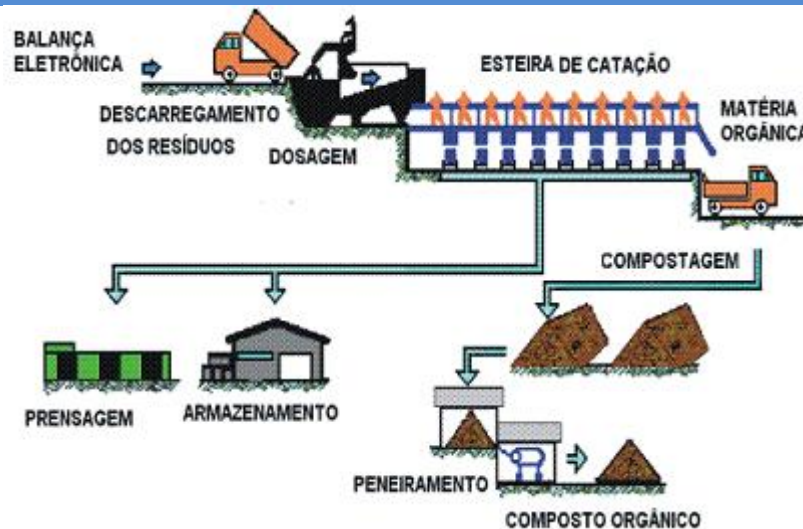 BALANÇA
ELETRÔNICA
DESCARREGAMENTO
DOS RESÍDUOS
DOSAGEM
ESTEIRA DE CATAÇÃO
MATÉRIA
ORGÂNICA
COMPOSTAGEM
PRENSAGEM
ARMAZENAMENTO
PENEIRAMENTO
COMPOSTO ORGÂNICO